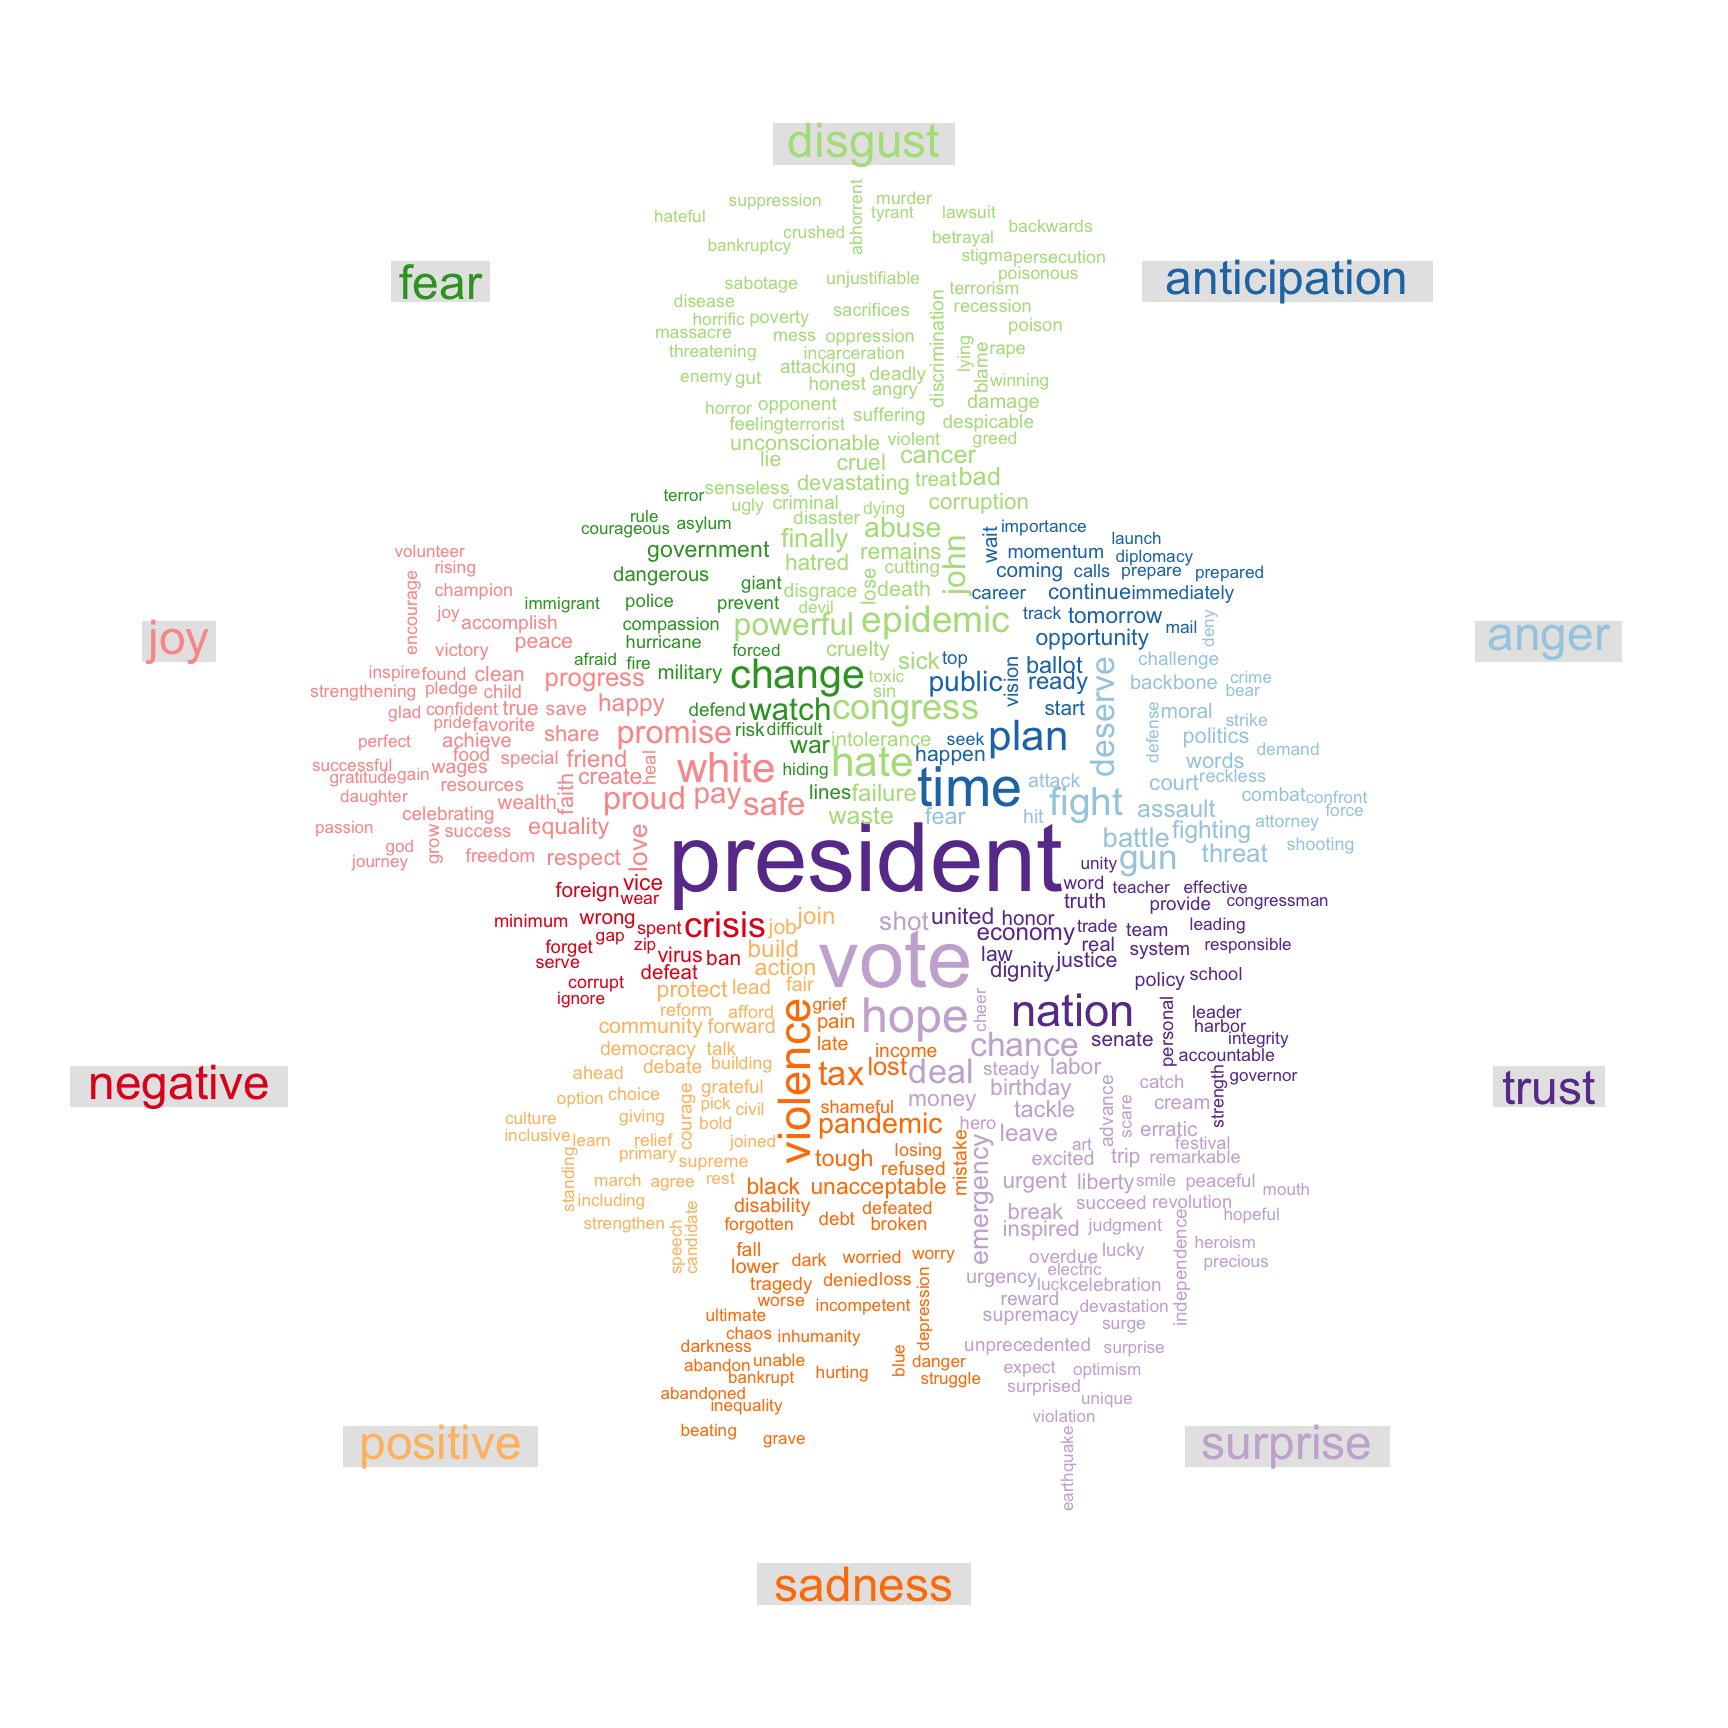 disgust
suppression
murder
hateful
abhorrent
tyrant
lawsuit
crushed
backwards
bankruptcy
betrayal
stigma
persecution
fear
anticipation
sabotage
unjustifiable
poisonous
disease
terrorism
horrific
poverty
sacrifices
discrimination
recession
massacre
mess
oppression
poison
threatening
incarceration
lying
blame
rape
enemy
gut
attacking
honest
deadly
angry
winning
horror
opponent
suffering
damage
feeling
terrorist
despicable
unconscionable
violent
greed
lie
cruel
cancer
terror
senseless
devastating
treat
bad
rule
ugly
criminal
dying
corruption
courageous
asylum
disaster
abuse
wait
importance
volunteer
government
finally
remains
john
momentum
launch
rising
dangerous
hatred
cutting
coming
calls
diplomacy
prepare
prepared
encourage
champion
giant
disgrace
lose
death
career
continue
immediately
joy
immigrant
police
prevent
devil
track
tomorrow
mail
deny
joy
accomplish
compassion
powerful
epidemic
opportunity
anger
victory
peace
hurricane
forced
cruelty
afraid
fire
sick
top
ballot
challenge
inspire
found
clean
progress
military
change
toxic
public
vision
ready
deserve
backbone
crime
strengthening
pledge
child
sin
bear
glad
confident
true
save
happy
defend
watch
congress
start
moral
pride
favorite
strike
perfect
achieve
share
promise
risk
difficult
intolerance
seek
plan
defense
politics
successful
food
special
friend
heal
war
happen
words
demand
gratitude
gain
wages
create
white
hiding
hate
time
attack
court
reckless
daughter
resources
faith
proud
pay
safe
lines
failure
fight
assault
combat
confront
celebrating
wealth
waste
fear
hit
force
passion
grow
success
equality
love
president
battle
fighting
attorney
god
journey
freedom
respect
gun
threat
shooting
unity
foreign
vice
wear
word
teacher
effective
truth
provide
congressman
minimum
wrong
spent
crisis
job
join
shot
united
honor
economy
trade
team
leading
gap
forget
zip
build
vote
real
system
responsible
serve
virus
ban
law
justice
defeat
action
dignity
policy
school
corrupt
protect
lead
fair
ignore
violence
grief
hope
cheer
nation
personal
leader
reform
afford
pain
harbor
community
forward
senate
integrity
democracy
talk
late
income
chance
accountable
negative
ahead
debate
building
tax
lost
deal
steady
labor
strength
governor
trust
option
choice
courage
grateful
money
birthday
catch
culture
giving
pick
civil
shameful
advance
scare
cream
bold
pandemic
hero
tackle
inclusive
learn
relief
joined
leave
erratic
primary
losing
mistake
emergency
art
festival
supreme
tough
refused
excited
trip
remarkable
standing
march
agree
rest
black
unacceptable
urgent
liberty
smile
peaceful
mouth
including
disability
defeated
break
succeed
revolution
strengthen
speech
candidate
forgotten
debt
broken
inspired
judgment
independence
hopeful
fall
dark
worried
worry
overdue
lucky
heroism
lower
precious
tragedy
denied
loss
urgency
electric
luck
celebration
worse
incompetent
depression
reward
devastation
ultimate
supremacy
surge
chaos
inhumanity
darkness
unprecedented
surprise
abandon
unable
blue
danger
expect
optimism
bankrupt
hurting
struggle
surprised
abandoned
unique
inequality
violation
beating
grave
earthquake
positive
surprise
sadness